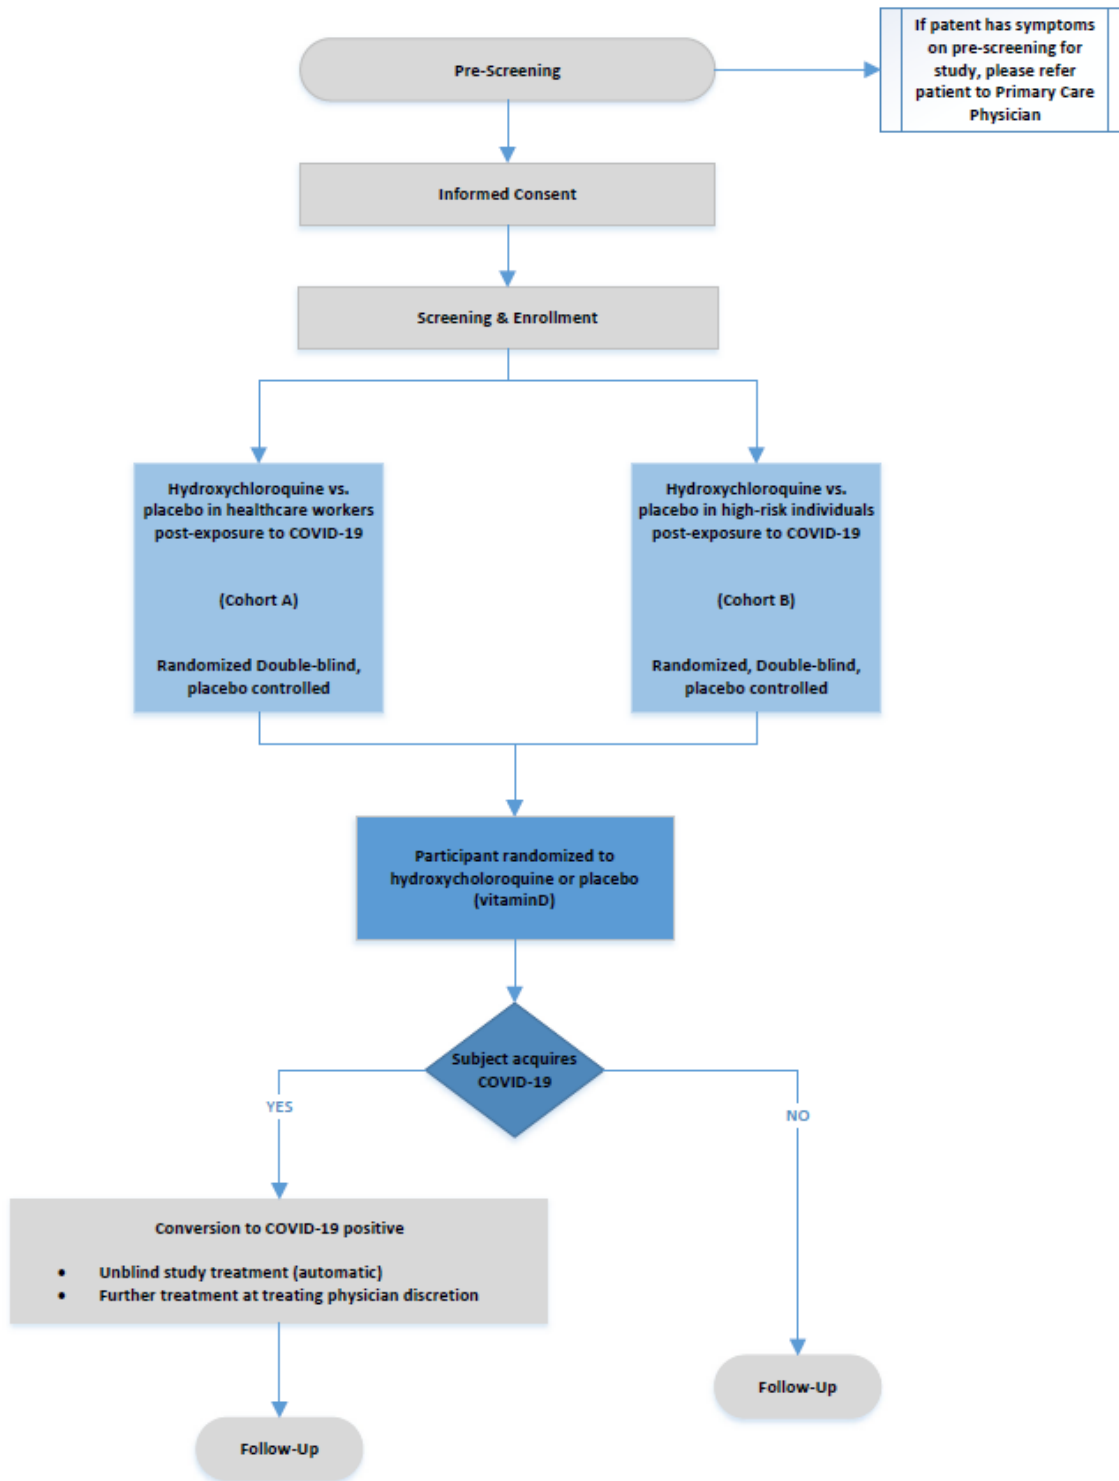 Pre-Screening
If patent has symptoms
on pre-screening for
study, please refer
patient to Primary Care
Physician
Informed Consent
Screening & Enrollment
Hydroxychloroquine vs.
placebo in healthcare workers
post-exposure to COVID-19
(Cohort A)
Randomized Double-blind,
placebo controlled
Hydroxychloroquine vs.
placebo in high-risk individuals
post-exposure to COVID-19
(Cohort B)
Randomized, Double-blind,
placebo controlled
Participant randomized to
hydroxycholoroquine or placebo
(vitaminD)
Subject acquires
COVID-19
YES
NO
Conversion to COVID-19 positive
• Unblind study treatment (automatic)
• Further treatment at treating physician discretion
Follow-Up
Follow-Up